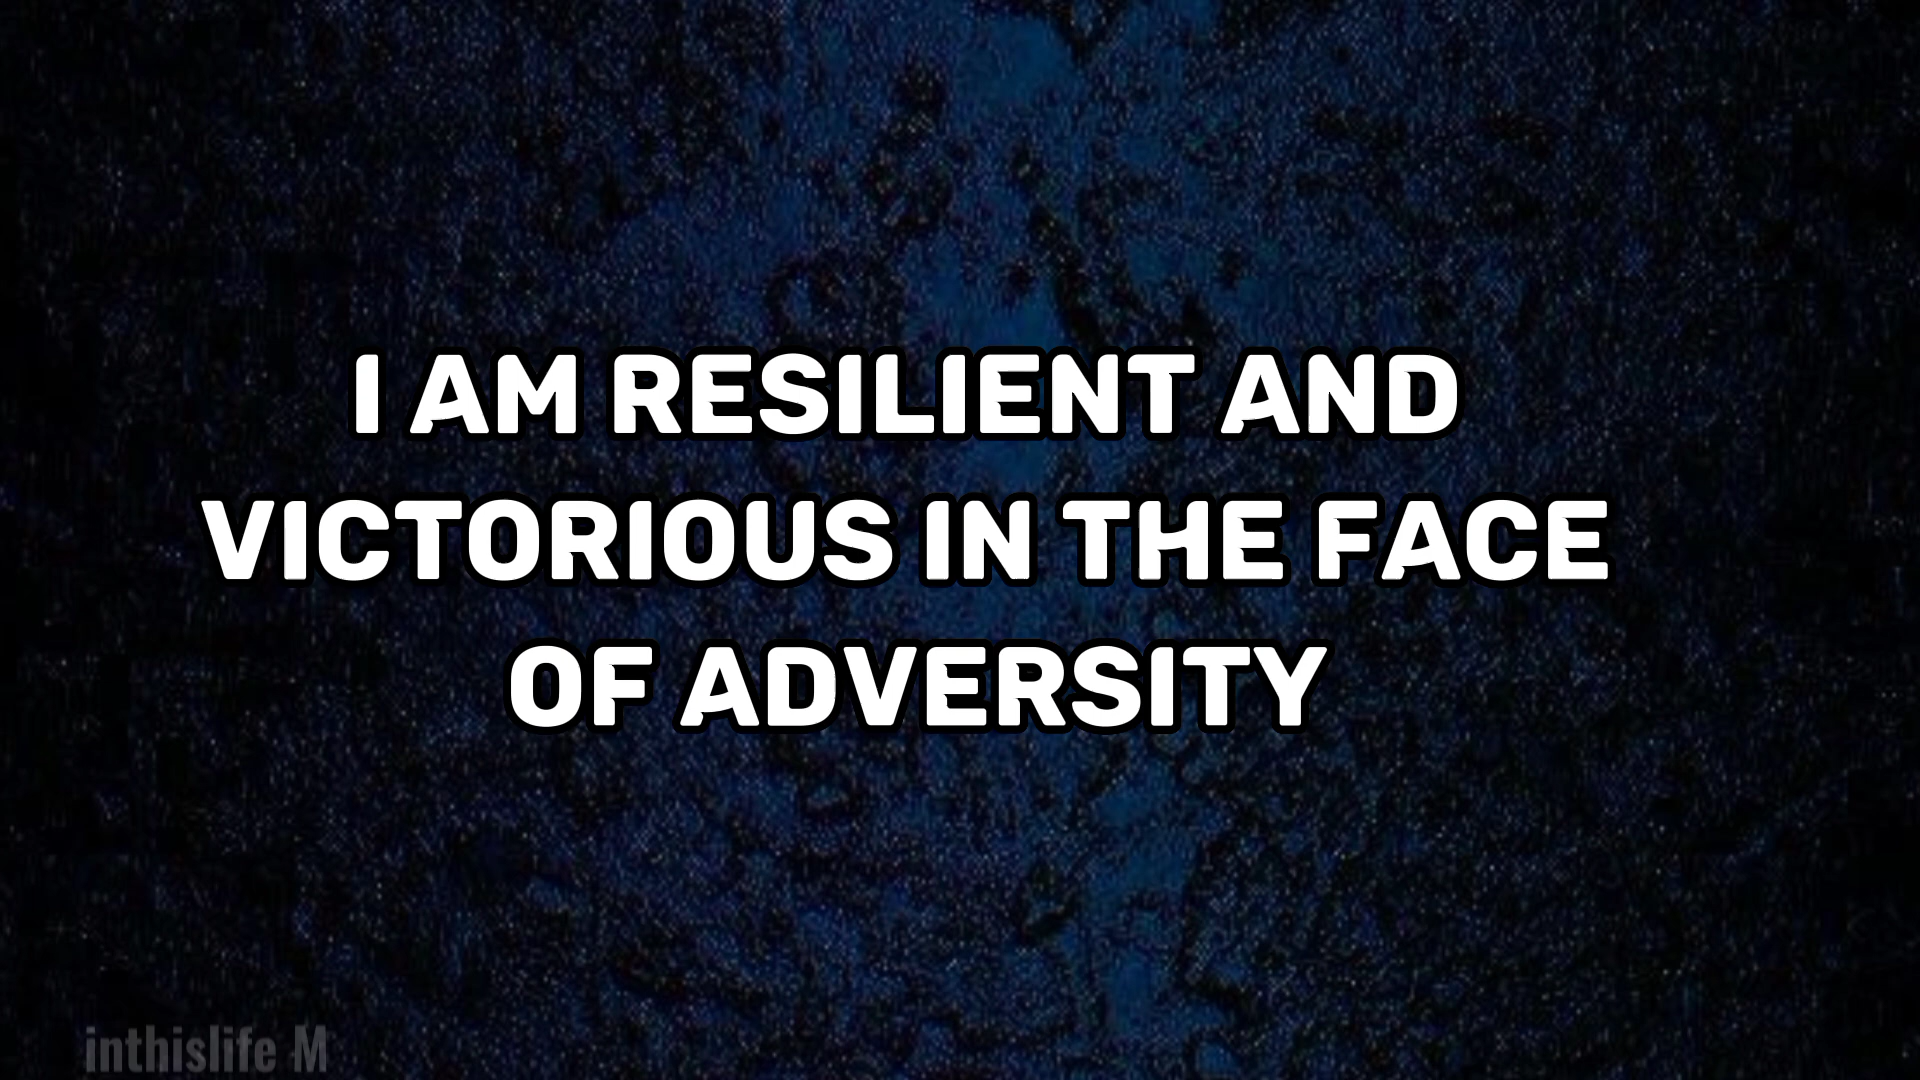 I AM RESILIENT AND
VICTORIOUS IN THE FACE
OF ADVERSITY
inthislife M